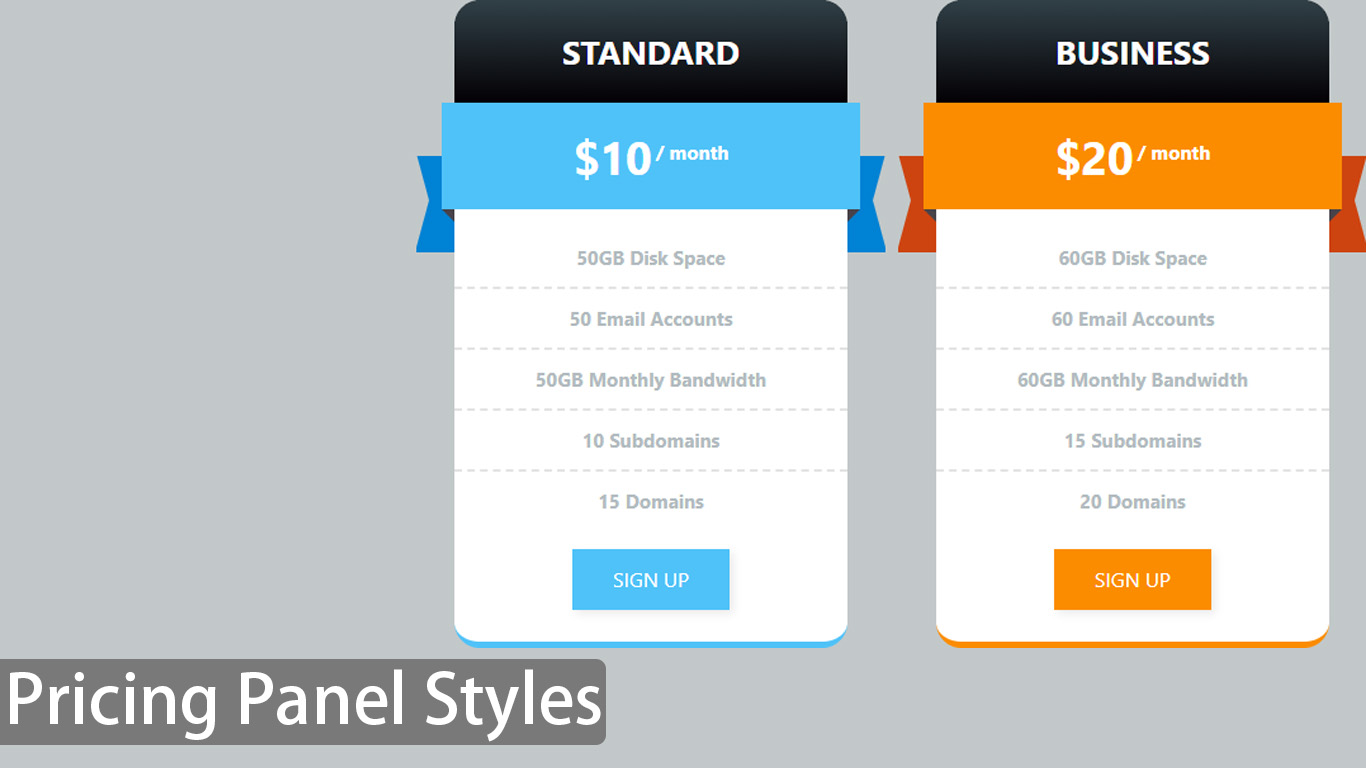 STANDARD
$10 / month
50GB Disk Space
50 Email Accounts
50GB Monthly Bandwidth
10 Subdomains
15 Domains
SIGN UP
BUSINESS
$20 / month
60GB Disk Space
60 Email Accounts
60GB Monthly Bandwidth
15 Subdomains
20 Domains
SIGN UP
Pricing Panel Styles